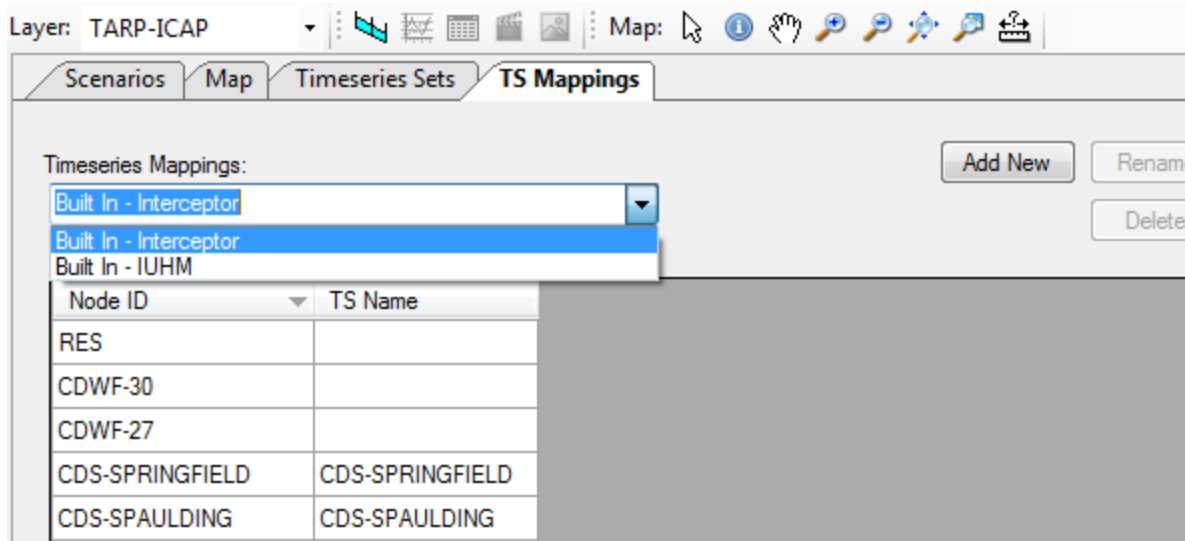 Layer: TARP-ICAP Map:
Scenarios Map Timeseries Sets TS Mappings
Timeseries Mappings:
Add New Rename
Built In - Interceptor
Delete
Built In - Interceptor
Built In - IUHM
Node ID TS Name
RES
CDWF-30
CDWF-27
CDS-SPRINGFIELD CDS-SPRINGFIELD
CDS-SPAULDING CDS-SPAULDING